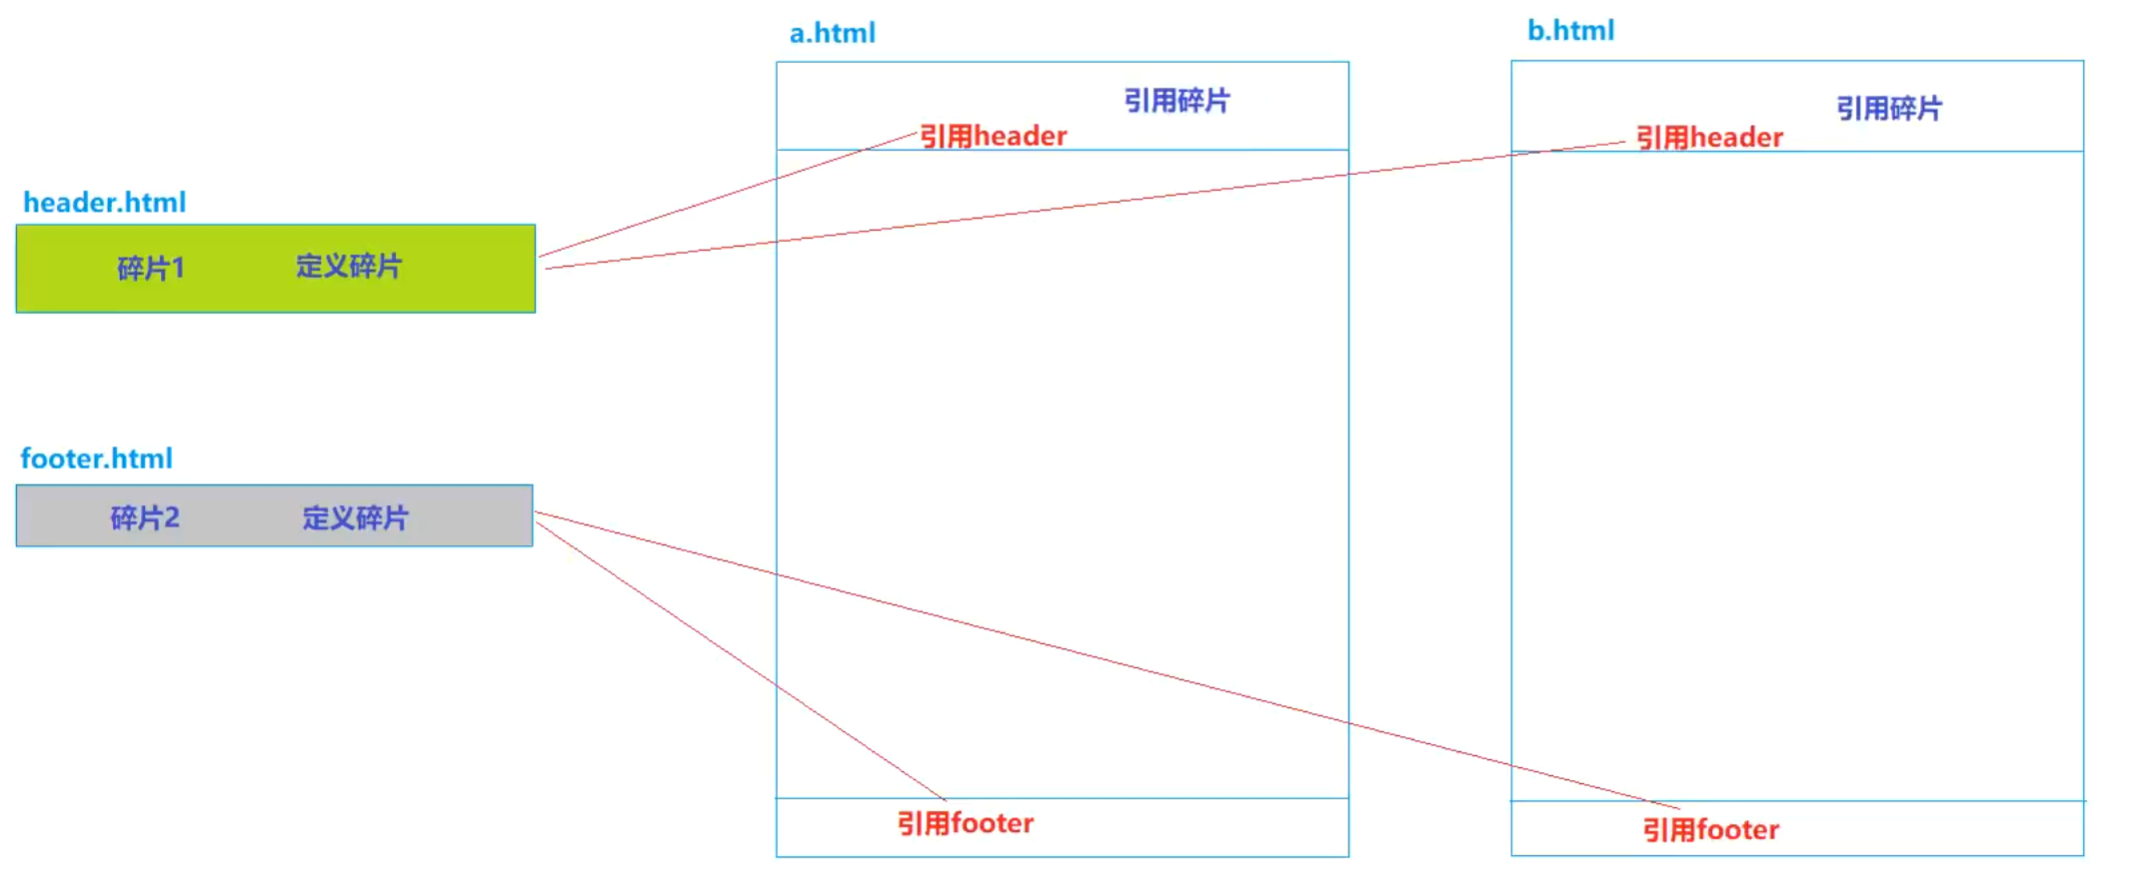 a.html
b.html
引用碎片
引用header
引用碎片
引用header
header.html
碎片1 定义碎片
footer.html
碎片2 定义碎片
引用footer
引用footer